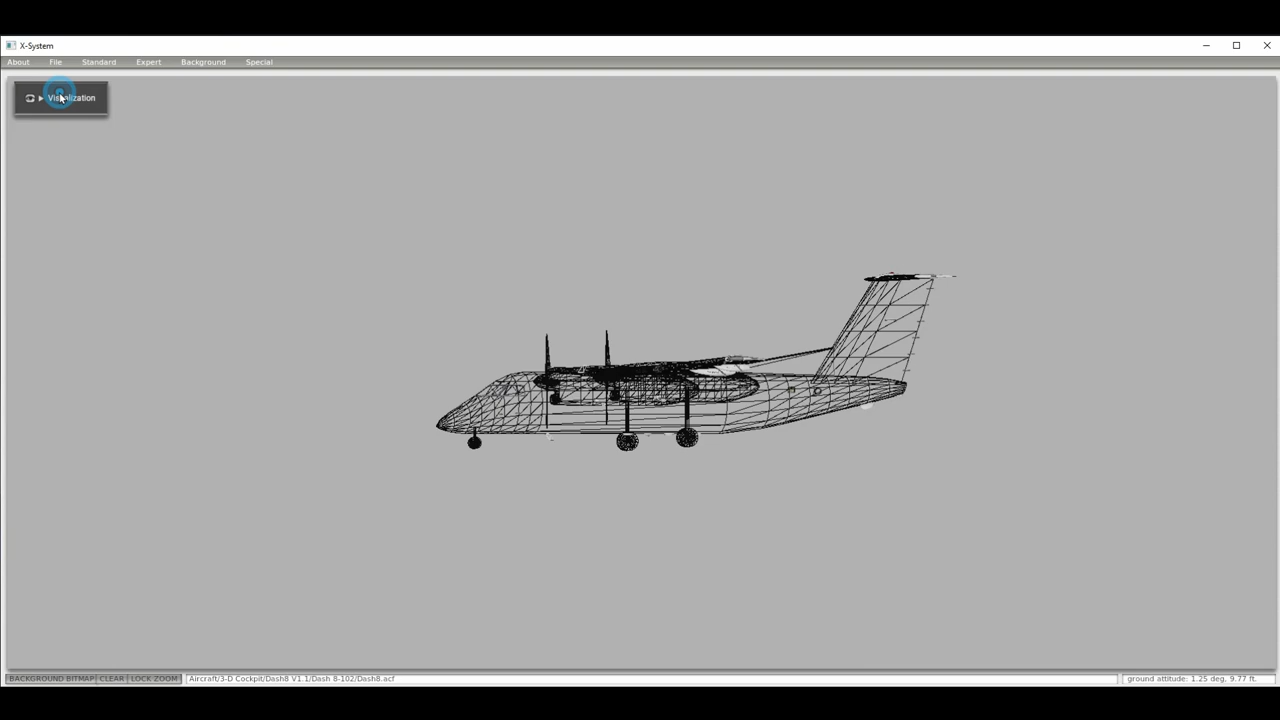 X-System
About File Standard Expert Background Special
Visualization
BACKGROUND BITMAP CLEAR LOCK ZOOM Aircraft/3-D Cockpit/Dash8 V1.1/Dash 8-102/Dash8.acf ground attitude: 1.25 deg, 9.77 ft.